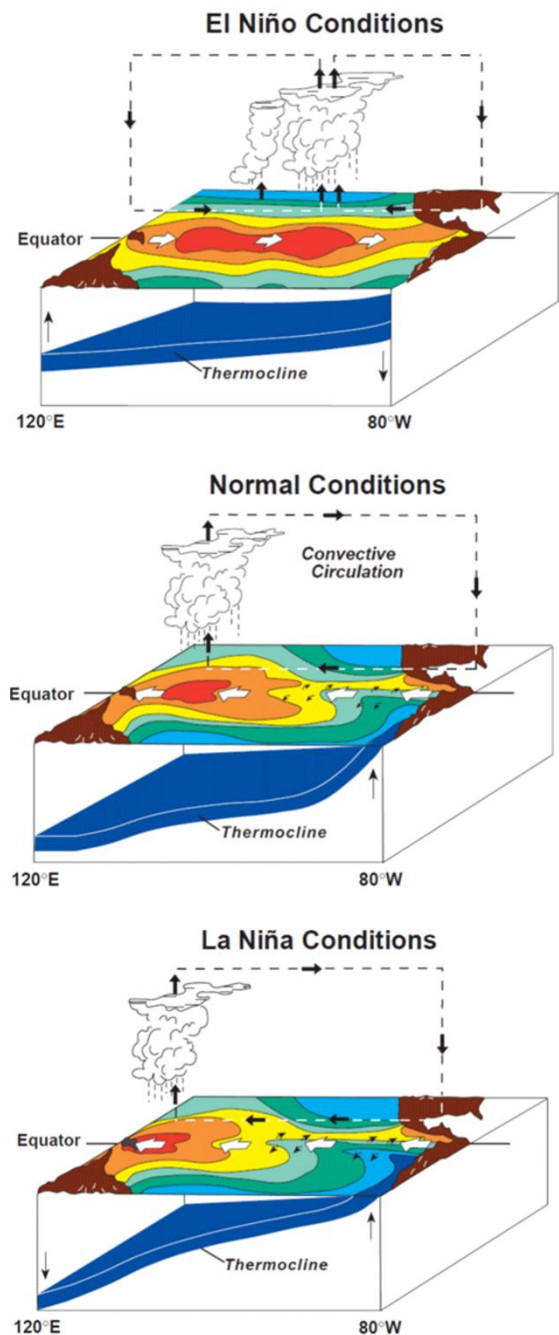 El Niño Conditions
Equator
Thermocline
120°E
80°W
Normal Conditions
Convective
Circulation
Equator
Thermocline
120°E
80°W
La Niña Conditions
Equator
Thermocline
120°E
80°W